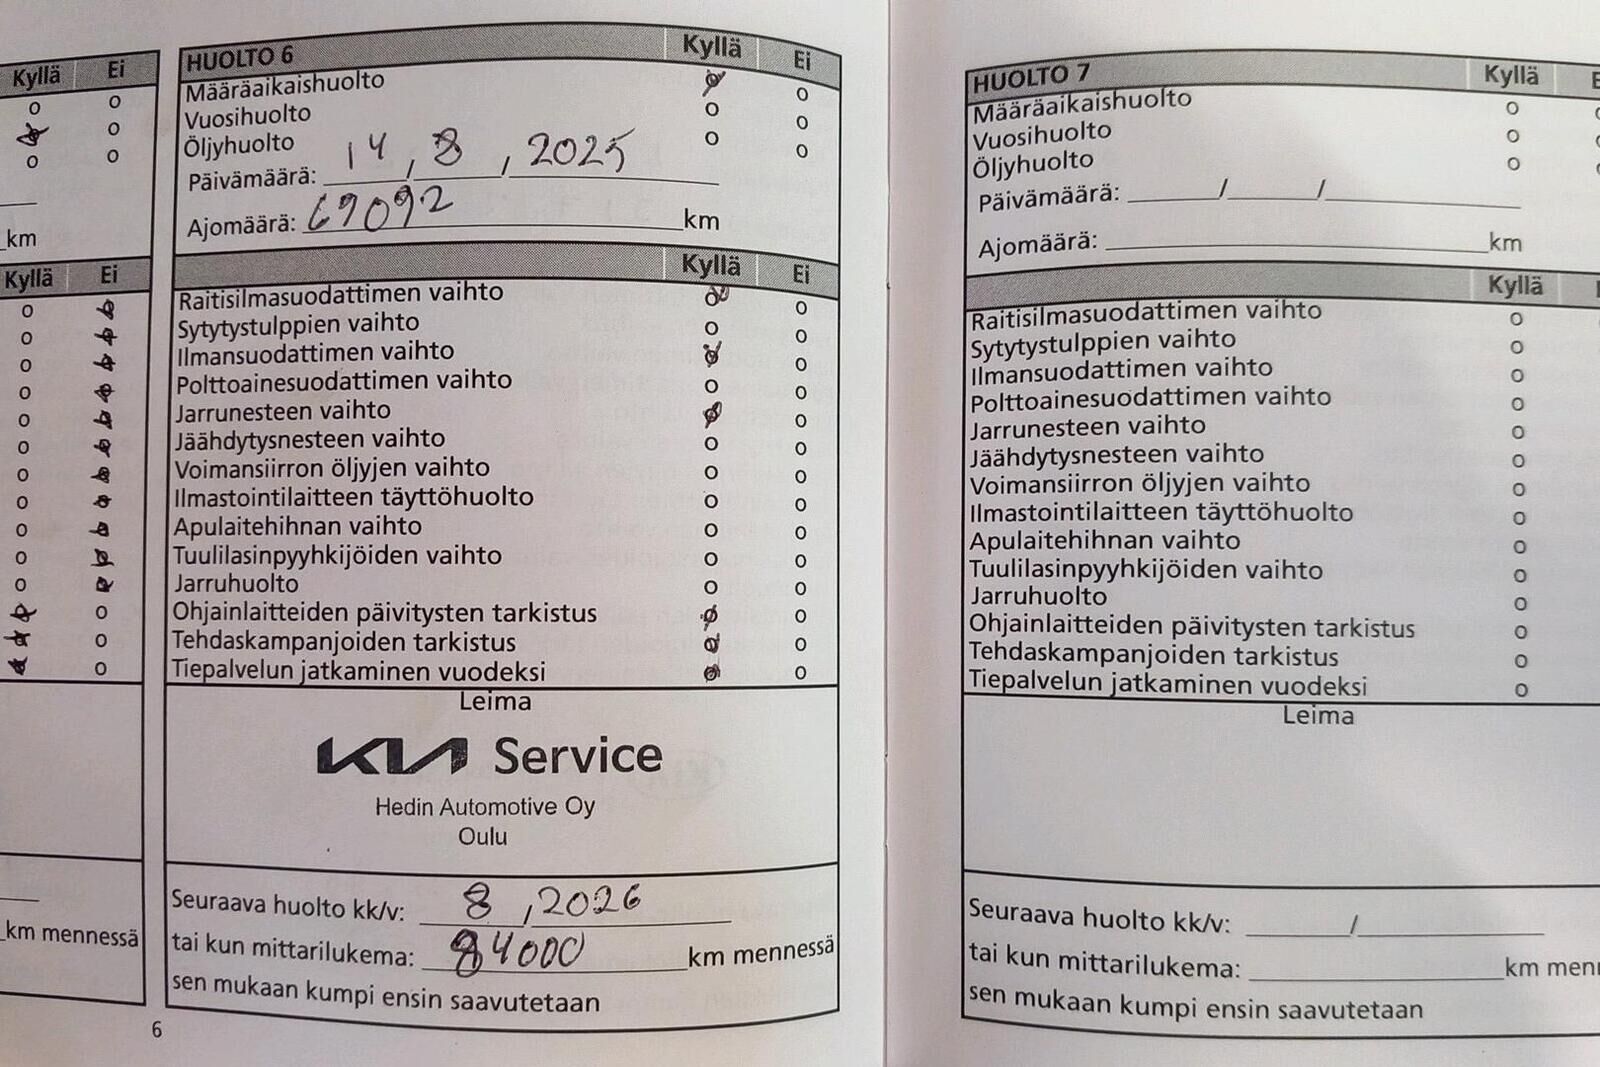 Kyllä Ei
km
Kyllä Ei
km mennessä
HUOLTO 6 Kyllä Ei
Määräaikaishuolto
Vuosihuolto
Öljyhuolto
Päivämäärä: 14, 8, 2025
Ajomäärä: 69092 km
Kyllä Ei
Raitisilmasuodattimen vaihto
Sytytystulppien vaihto
Ilmansuodattimen vaihto
Polttoainesuodattimen vaihto
Jarrunesteen vaihto
Jäähdytysnesteen vaihto
Voimansiirron öljyjen vaihto
Ilmastointilaitteen täyttöhuolto
Apulaitehihnan vaihto
Tuulilasinpyyhkijöiden vaihto
Jarruhuolto
Ohjainlaitteiden päivitysten tarkistus
Tehdaskampanjoiden tarkistus
Tiepalvelun jatkaminen vuodeksi
Leima
KIA Service
Hedin Automotive Oy
Oulu
Seuraava huolto kk/v: 8, 2026
tai kun mittarilukema: 84000 km mennessä
sen mukaan kumpi ensin saavutetaan
6
HUOLTO 7 Kyllä E
Määräaikaishuolto
Vuosihuolto
Öljyhuolto
Päivämäärä: / /
Ajomäärä: km
Kyllä
Raitisilmasuodattimen vaihto
Sytytystulppien vaihto
Ilmansuodattimen vaihto
Polttoainesuodattimen vaihto
Jarrunesteen vaihto
Jäähdytysnesteen vaihto
Voimansiirron öljyjen vaihto
Ilmastointilaitteen täyttöhuolto
Apulaitehihnan vaihto
Tuulilasinpyyhkijöiden vaihto
Jarruhuolto
Ohjainlaitteiden päivitysten tarkistus
Tehdaskampanjoiden tarkistus
Tiepalvelun jatkaminen vuodeksi
Leima
Seuraava huolto kk/v: /
tai kun mittarilukema: km men
sen mukaan kumpi ensin saavutetaan